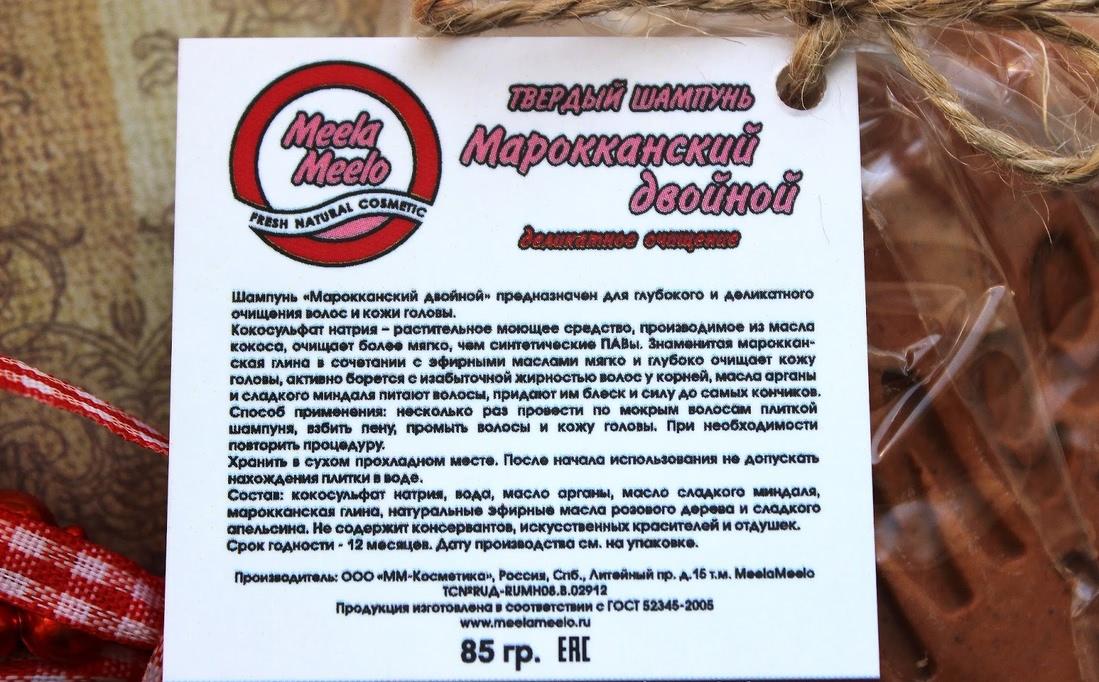 Meela
Meelo
FRESH NATURAL COSMETIC
ТВЕРДЫЙ ШАМПУНЬ
Марокканский
двойной
деликатное очищение
Шампунь «Марокканский двойной» предназначен для глубокого и деликатного
очищения волос и кожи головы.
Кокосульфат натрия – растительное моющее средство, производимое из масла
кокоса, очищает более мягко, чем синтетические ПАВы. Знаменитая мароккан-
ская глина в сочетании с эфирными маслами мягко и глубоко очищает кожу
головы, активно борется с изабыточной жирностью волос у корней, масла арганы
и сладкого миндаля питают волосы, придают им блеск и силу до самых кончиков.
Способ применения: несколько раз провести по мокрым волосам плиткой
шампуня, взбить пену, промыть волосы и кожу головы. При необходимости
повторить процедуру.
Хранить в сухом прохладном месте. После начала использования не допускать
нахождения плитки в воде.
Состав: кокосульфат натрия, вода, масло арганы, масло сладкого миндаля,
марокканская глина, натуральные эфирные масла розового дерева и сладкого
апельсина. Не содержит консервантов, искусственных красителей и отдушек.
Срок годности - 12 месяцев. Дату производства см. на упаковке.
Производитель: ООО «ММ-Косметика», Россия, Спб., Литейный пр. д.15 т.м. MeelaMeelo
ТС№RUД-RUМН08.В.02912
Продукция изготовлена в соответствии с ГОСТ 52345-2005
www.meelameelo.ru
85 гр. EAC